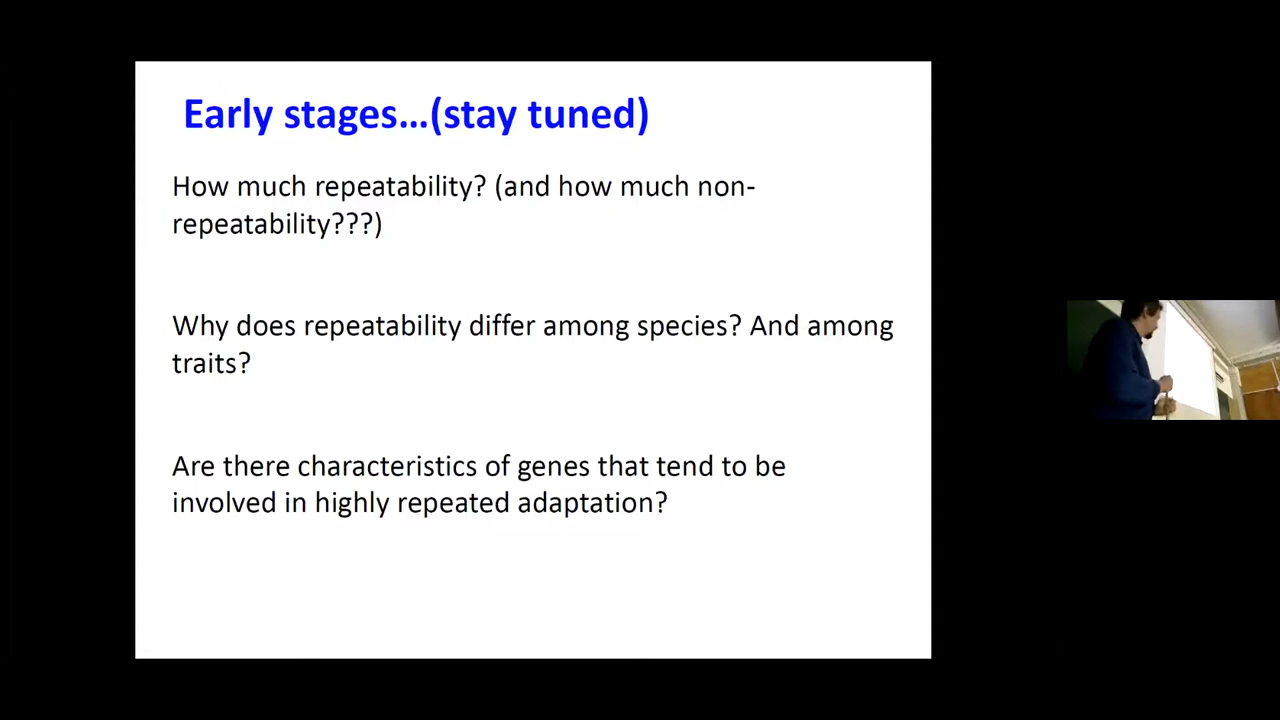 Early stages…(stay tuned)
How much repeatability? (and how much non-
repeatability???)
Why does repeatability differ among species? And among
traits?
Are there characteristics of genes that tend to be
involved in highly repeated adaptation?